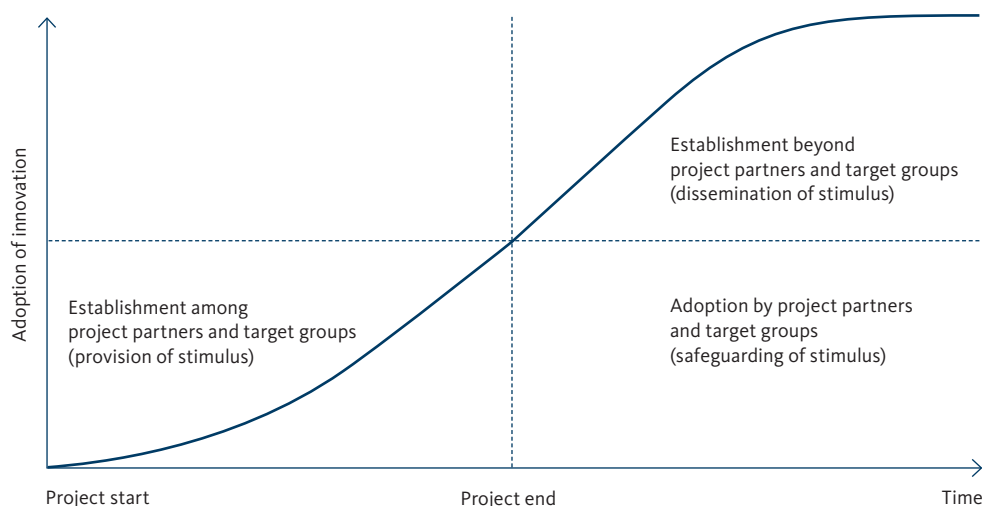 Adoption of innovation
Establishment beyond
project partners and target groups
(dissemination of stimulus)
Establishment among
project partners and target groups
(provision of stimulus)
Adoption by project partners
and target groups
(safeguarding of stimulus)
Project start
Project end
Time